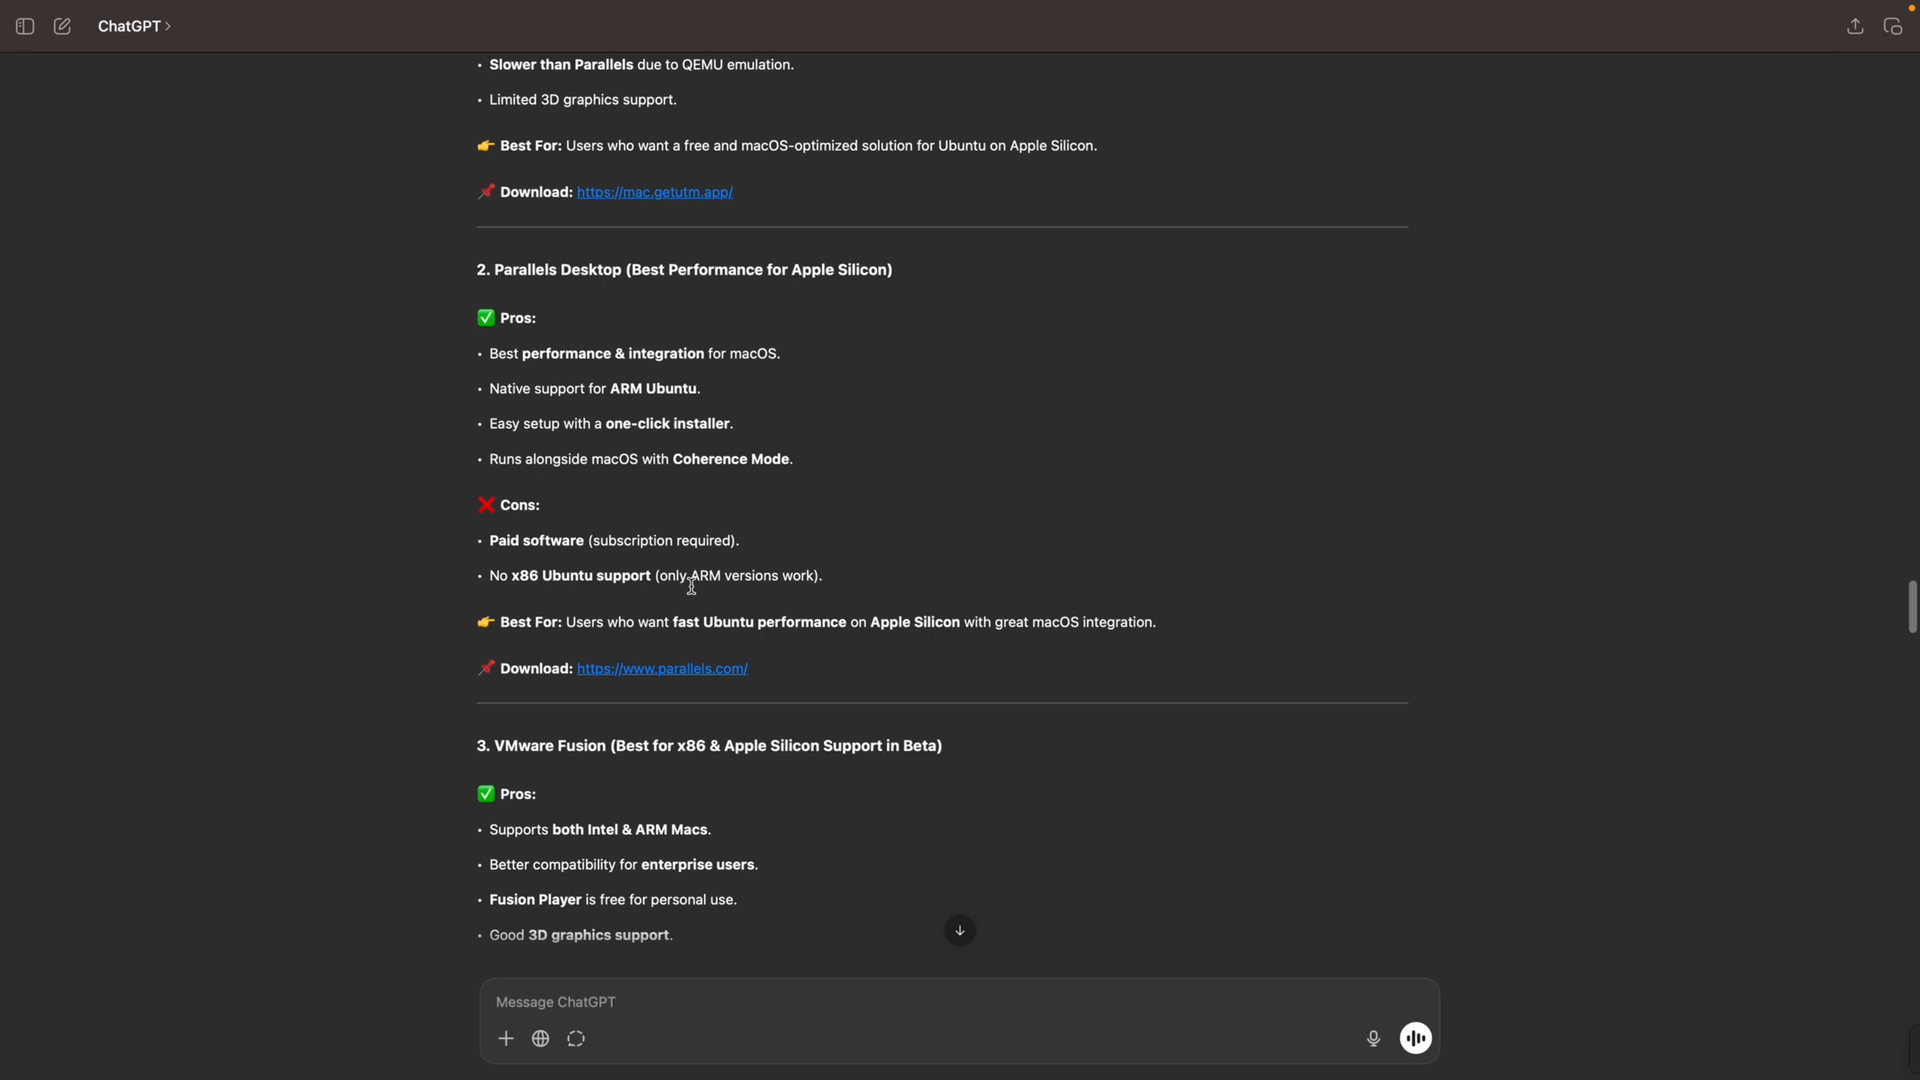 ChatGPT >
• Slower than Parallels due to QEMU emulation.
• Limited 3D graphics support.
👉 Best For: Users who want a free and macOS-optimized solution for Ubuntu on Apple Silicon.
📌 Download: https://mac.getutm.app/
2. Parallels Desktop (Best Performance for Apple Silicon)
✅ Pros:
• Best performance & integration for macOS.
• Native support for ARM Ubuntu.
• Easy setup with a one-click installer.
• Runs alongside macOS with Coherence Mode.
❌ Cons:
• Paid software (subscription required).
• No x86 Ubuntu support (only ARM versions work).
👉 Best For: Users who want fast Ubuntu performance on Apple Silicon with great macOS integration.
📌 Download: https://www.parallels.com/
3. VMware Fusion (Best for x86 & Apple Silicon Support in Beta)
✅ Pros:
• Supports both Intel & ARM Macs.
• Better compatibility for enterprise users.
• Fusion Player is free for personal use.
• Good 3D graphics support.
Message ChatGPT